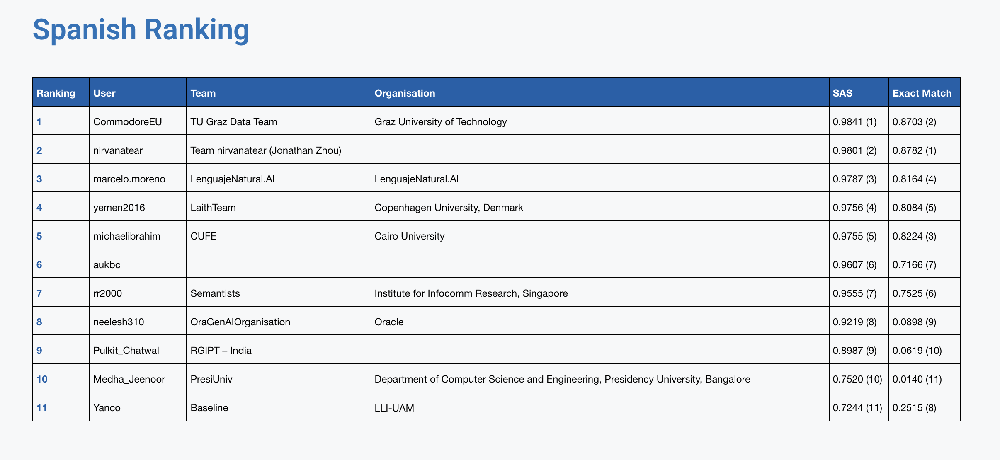 Spanish Ranking
Ranking User Team Organisation SAS Exact Match
1 CommodoreEU TU Graz Data Team Graz University of Technology 0.9841 (1) 0.8703 (2)
2 nirvanatear Team nirvanatear (Jonathan Zhou) 0.9801 (2) 0.8782 (1)
3 marcelo.moreno LenguajeNatural.AI LenguajeNatural.AI 0.9787 (3) 0.8164 (4)
4 yemen2016 LaithTeam Copenhagen University, Denmark 0.9756 (4) 0.8084 (5)
5 michaelibrahim CUFE Cairo University 0.9755 (5) 0.8224 (3)
6 aukbc 0.9607 (6) 0.7166 (7)
7 rr2000 Semantists Institute for Infocomm Research, Singapore 0.9555 (7) 0.7525 (6)
8 neelesh310 OraGenAIOrganisation Oracle 0.9219 (8) 0.0898 (9)
9 Pulkit_Chatwal RGIPT – India 0.8987 (9) 0.0619 (10)
10 Medha_Jeenoor PresiUniv Department of Computer Science and Engineering, Presidency University, Bangalore 0.7520 (10) 0.0140 (11)
11 Yanco Baseline LLI-UAM 0.7244 (11) 0.2515 (8)